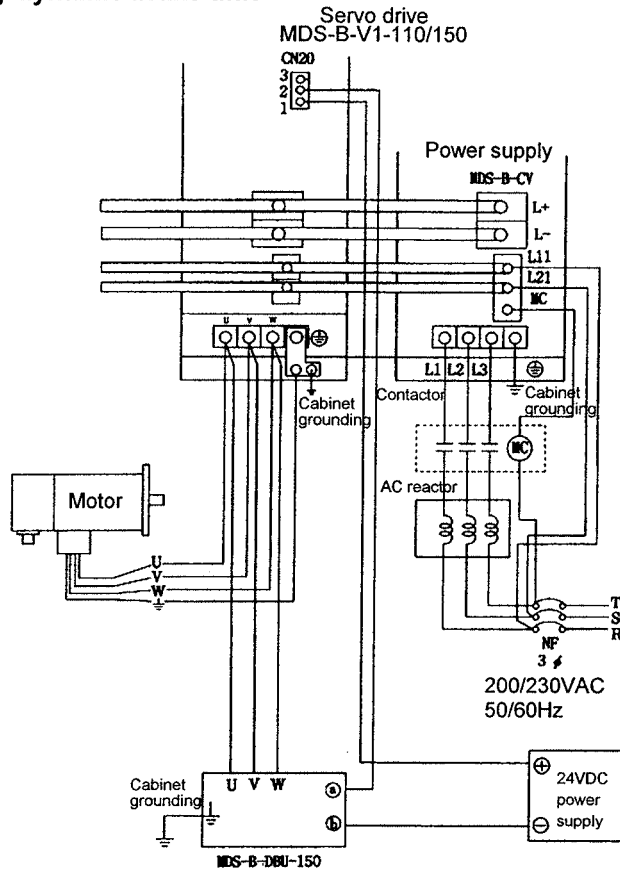 Servo drive
MDS-B-V1-110/150
CN20
3
2
1
Power supply
MDS-B-CV
L+
L-
L11
L21
MC
U V W
L1 L2 L3
Cabinet
grounding
Contactor
Cabinet
grounding
MC
AC reactor
Motor
U
V
W
T
S
R
NF
3 ø
200/230VAC
50/60Hz
Cabinet
grounding
U V W
a
b
MDS-B-DBU-150
24VDC
power
supply